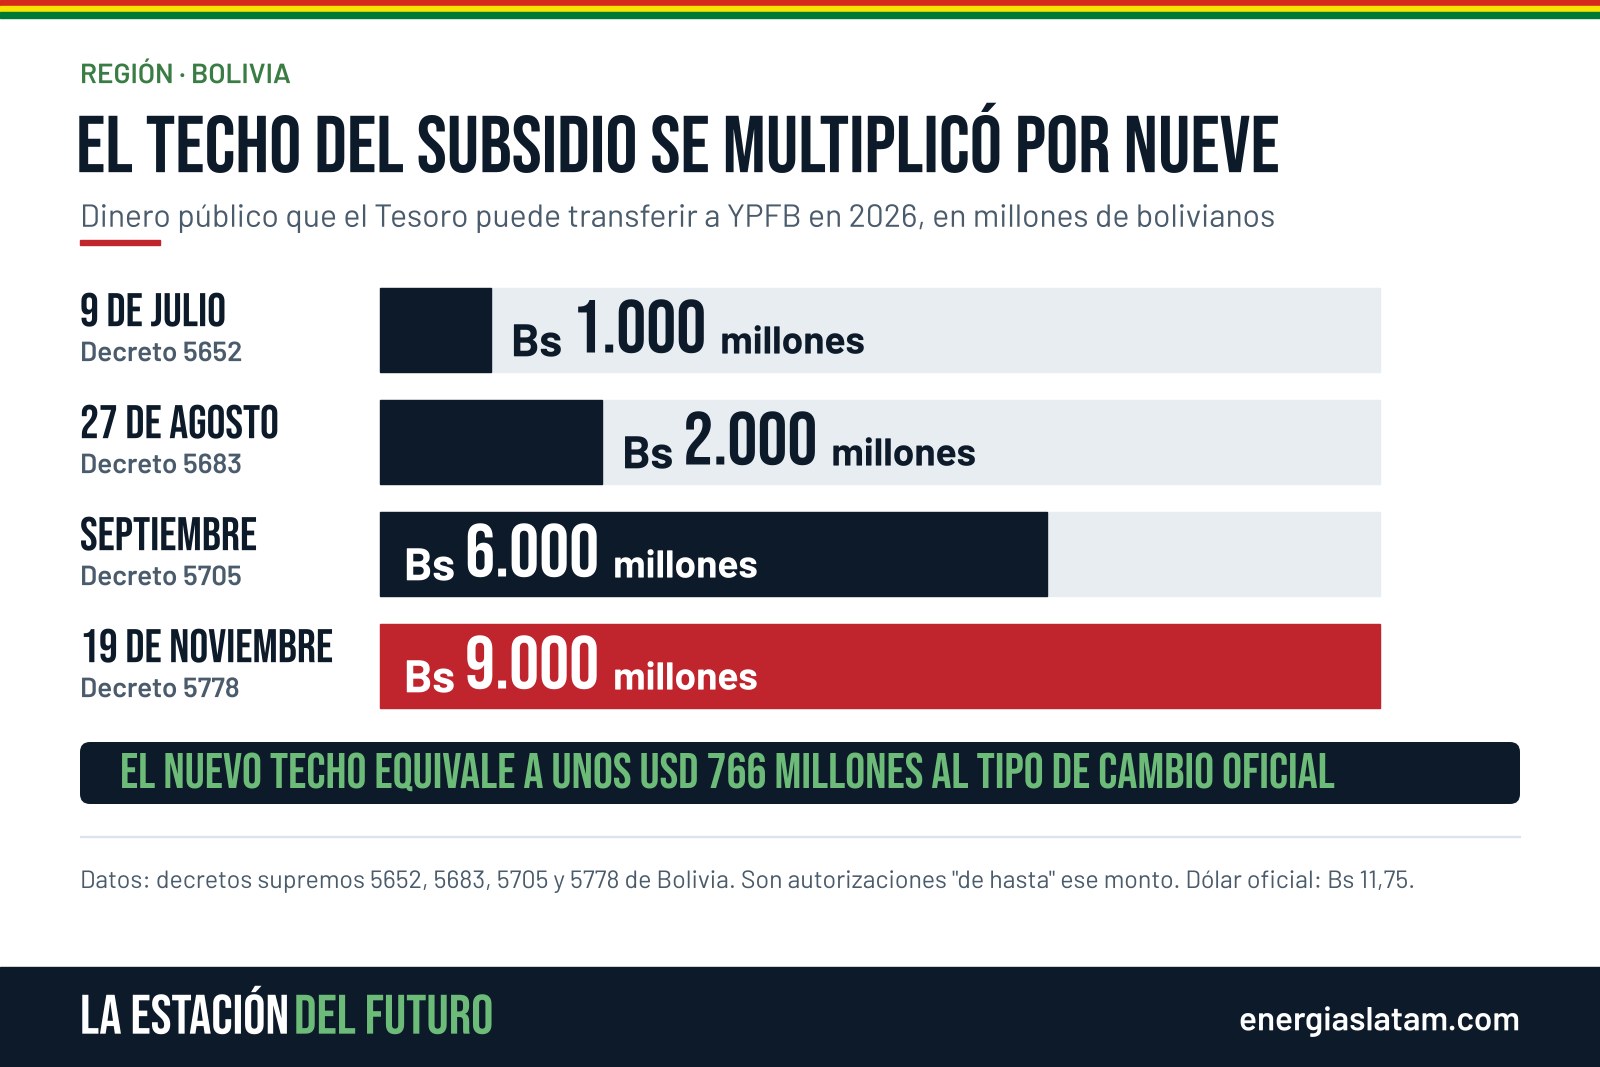 REGIÓN · BOLIVIA
EL TECHO DEL SUBSIDIO SE MULTIPLICÓ POR NUEVE
Dinero público que el Tesoro puede transferir a YPFB en 2026, en millones de bolivianos
9 DE JULIO
Decreto 5652
Bs 1.000 millones
27 DE AGOSTO
Decreto 5683
Bs 2.000 millones
SEPTIEMBRE
Decreto 5705
Bs 6.000 millones
19 DE NOVIEMBRE
Decreto 5778
Bs 9.000 millones
EL NUEVO TECHO EQUIVALE A UNOS USD 766 MILLONES AL TIPO DE CAMBIO OFICIAL
Datos: decretos supremos 5652, 5683, 5705 y 5778 de Bolivia. Son autorizaciones "de hasta" ese monto. Dólar oficial: Bs 11,75.
LA ESTACIÓN DEL FUTURO
energiaslatam.com